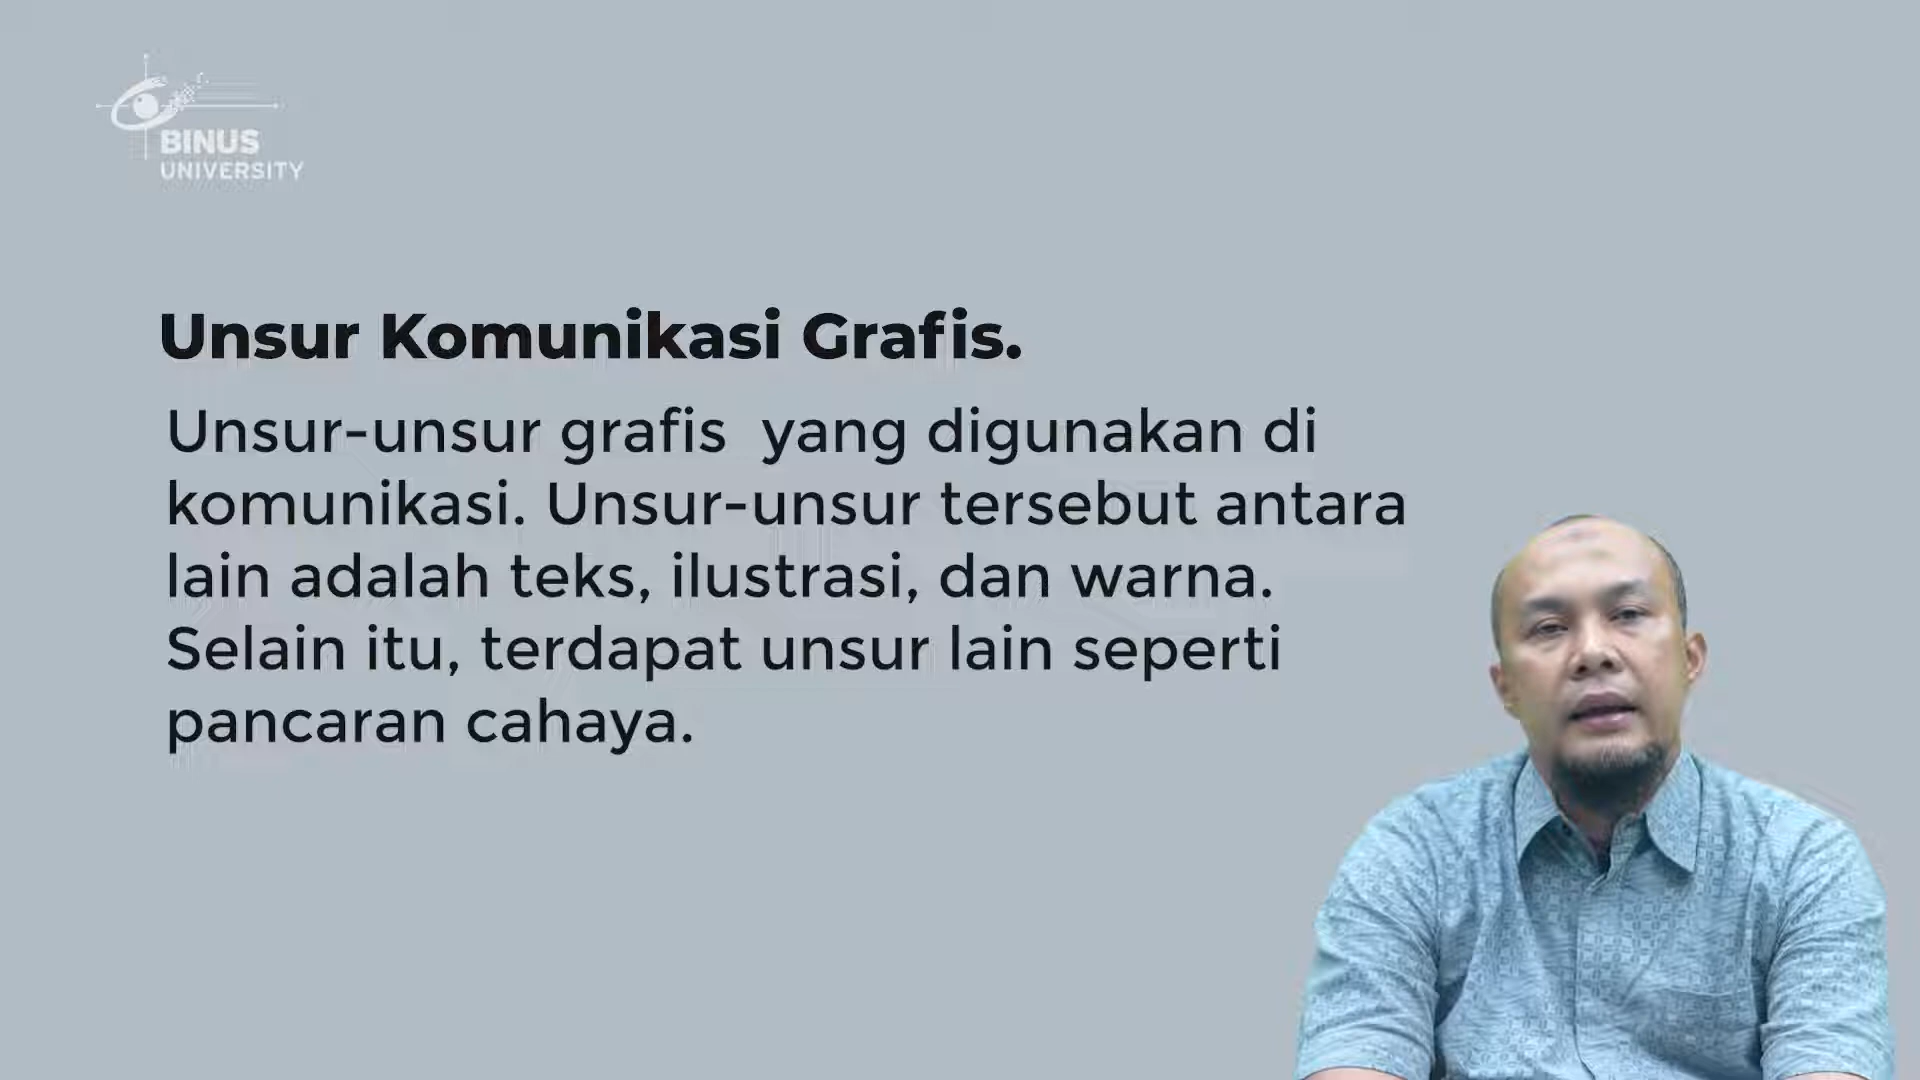 BINUS
UNIVERSITY
Unsur Komunikasi Grafis.
Unsur-unsur grafis  yang digunakan di
komunikasi. Unsur-unsur tersebut antara
lain adalah teks, ilustrasi, dan warna.
Selain itu, terdapat unsur lain seperti
pancaran cahaya.